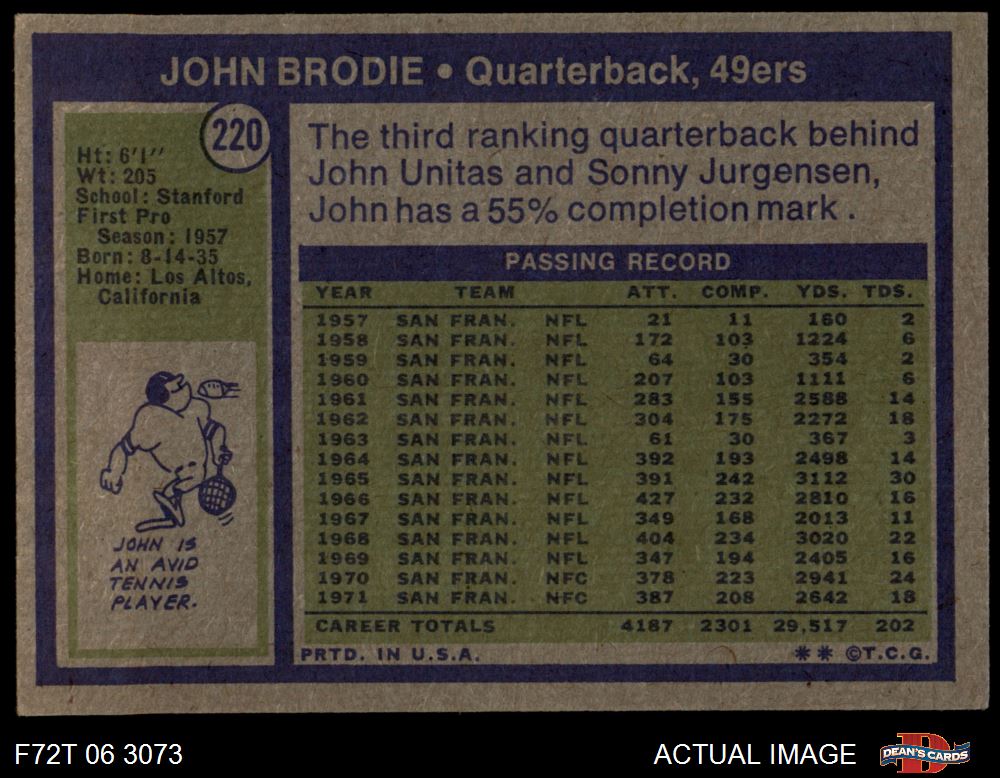 JOHN BRODIE • Quarterback, 49ers
220
Ht: 6'1''
Wt: 205
School: Stanford
First Pro
Season: 1957
Born: 8-14-35
Home: Los Altos,
California
JOHN IS
AN AVID
TENNIS
PLAYER.
The third ranking quarterback behind
John Unitas and Sonny Jurgensen,
John has a 55% completion mark.
PASSING RECORD
YEAR TEAM ATT. COMP. YDS. TDS.
1957 SAN FRAN. NFL 21 11 160 2
1958 SAN FRAN. NFL 172 103 1224 6
1959 SAN FRAN. NFL 64 30 354 2
1960 SAN FRAN. NFL 207 103 1111 6
1961 SAN FRAN. NFL 283 155 2588 14
1962 SAN FRAN. NFL 304 175 2272 18
1963 SAN FRAN. NFL 61 30 367 3
1964 SAN FRAN. NFL 392 193 2498 14
1965 SAN FRAN. NFL 391 242 3112 30
1966 SAN FRAN. NFL 427 232 2810 16
1967 SAN FRAN. NFL 349 168 2013 11
1968 SAN FRAN. NFL 404 234 3020 22
1969 SAN FRAN. NFL 347 194 2405 16
1970 SAN FRAN. NFC 378 223 2941 24
1971 SAN FRAN. NFC 387 208 2642 18
CAREER TOTALS 4187 2301 29,517 202
PRTD. IN U.S.A. ** ©T.C.G.
F72T 06 3073 ACTUAL IMAGE DEAN'S CARDS